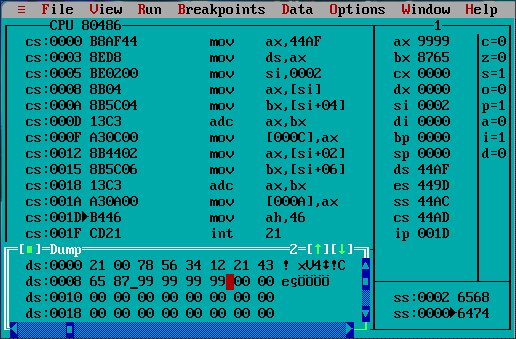 ≡ File View Run Breakpoints Data Options Window Help
CPU 80486 1
cs:0000 B8AF44 mov ax,44AF ax 9999 c=0
cs:0003 8ED8 mov ds,ax bx 8765 z=0
cs:0005 BE0200 mov si,0002 cx 0000 s=1
cs:0008 8B04 mov ax,[si] dx 0000 o=0
cs:000A 8B5C04 mov bx,[si+04] si 0002 p=1
cs:000D 13C3 adc ax,bx di 0000 a=0
cs:000F A30C00 mov [000C],ax bp 0000 i=1
cs:0012 8B4402 mov ax,[si+02] sp 0000 d=0
cs:0015 8B5C06 mov bx,[si+06] ds 44AF
cs:0018 13C3 adc ax,bx es 449D
cs:001A A30A00 mov [000A],ax ss 44AC
cs:001D►B446 mov ah,46 cs 44AD
cs:001F CD21 int 21 ip 001D
[■]=Dump 2=[↑][↓]
ds:0000 21 00 78 56 34 12 21 43 ! xV4↕!C
ds:0008 65 87 99 99 99 99 00 00 eçÖÖÖÖ
ds:0010 00 00 00 00 00 00 00 00 ss:0002 6568
ds:0018 00 00 00 00 00 00 00 00 ss:0000►6474